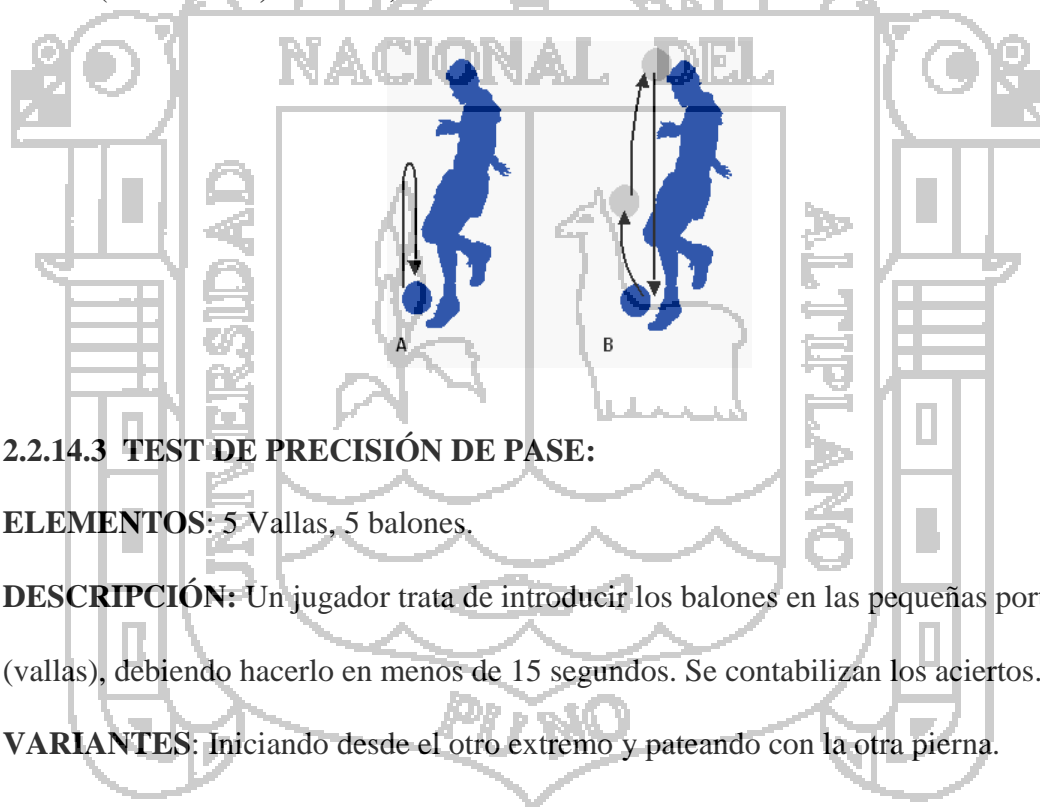 NACIONAL DEL
UNIVERSIDAD
ALTIPLANO
A
B
2.2.14.3 TEST DE PRECISIÓN DE PASE:
ELEMENTOS: 5 Vallas, 5 balones.
DESCRIPCIÓN: Un jugador trata de introducir los balones en las pequeñas
(vallas), debiendo hacerlo en menos de 15 segundos. Se contabilizan los aciertos.
VARIANTES: Iniciando desde el otro extremo y pateando con la otra pierna.
PUNO